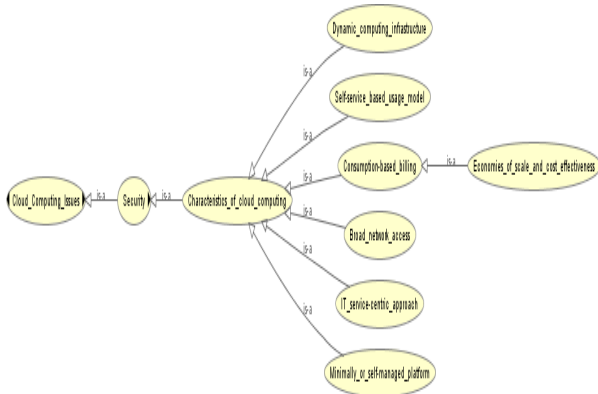 Dynamic_computing_infrastructure
is-a
Self-service_based_usage_model
is-a
Consumption-based_billing
is-a
Economies_of_scale_and_cost_effectiveness
is-a
Cloud_Computing_Issues
is-a
Security
is-a
Characteristics_of_cloud_computing
is-a
Broad_network_access
is-a
IT_service-centric_approach
is-a
Minimally_or_self-managed_platform